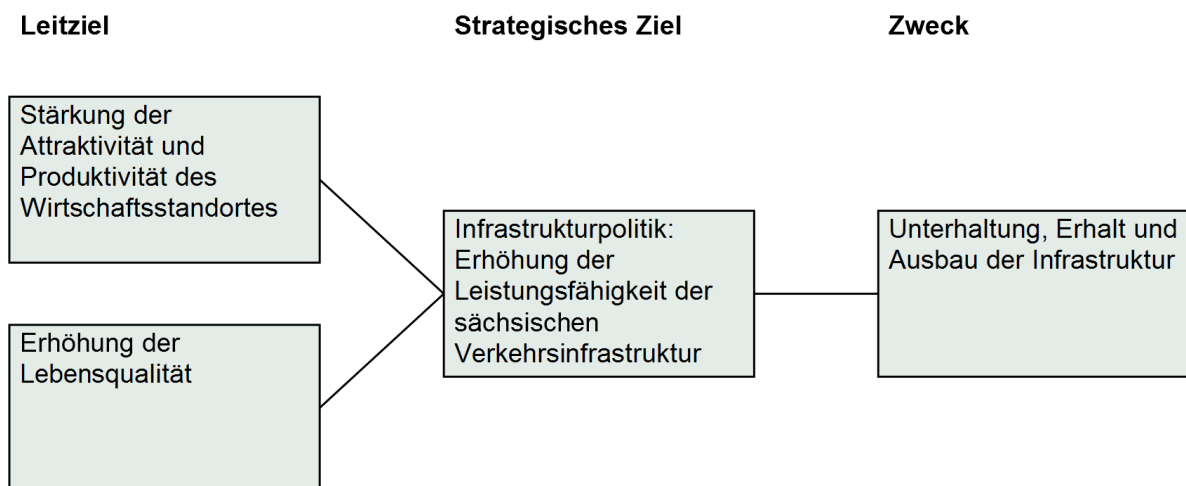 Leitziel
Strategisches Ziel
Zweck
Stärkung der
Attraktivität und
Produktivität des
Wirtschaftsstandortes
Erhöhung der
Lebensqualität
Infrastrukturpolitik:
Erhöhung der
Leistungsfähigkeit der
sächsischen
Verkehrsinfrastruktur
Unterhaltung, Erhalt und
Ausbau der Infrastruktur